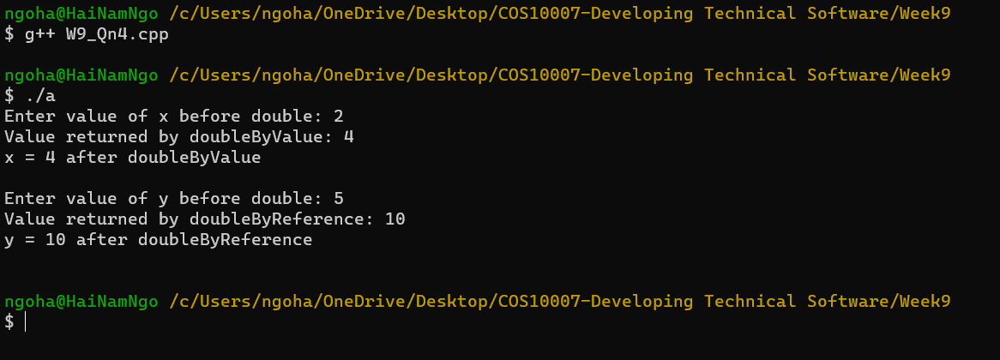 ngoha@HaiNamNgo /c/Users/ngoha/OneDrive/Desktop/COS10007-Developing Technical Software/Week9
$ g++ W9_Qn4.cpp
ngoha@HaiNamNgo /c/Users/ngoha/OneDrive/Desktop/COS10007-Developing Technical Software/Week9
$ ./a
Enter value of x before double: 2
Value returned by doubleByValue: 4
x = 4 after doubleByValue
Enter value of y before double: 5
Value returned by doubleByReference: 10
y = 10 after doubleByReference
ngoha@HaiNamNgo /c/Users/ngoha/OneDrive/Desktop/COS10007-Developing Technical Software/Week9
$